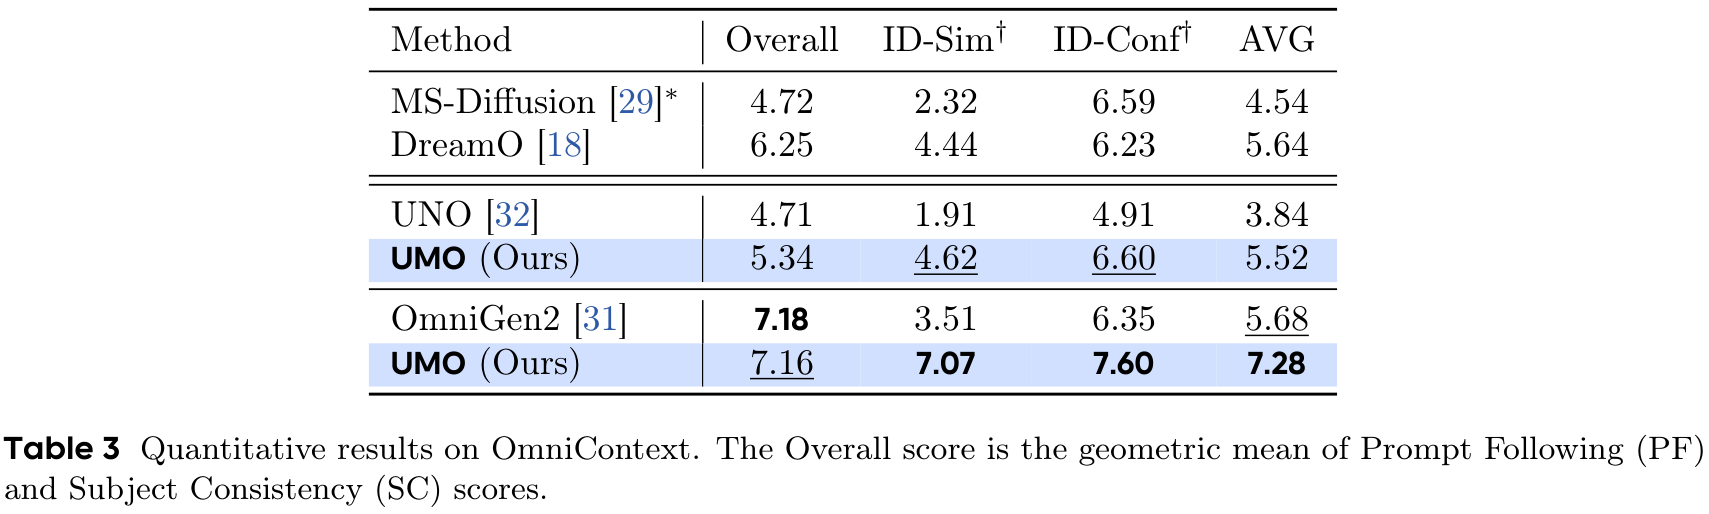 Method Overall ID-Sim† ID-Conf† AVG
MS-Diffusion [29]* 4.72 2.32 6.59 4.54
DreamO [18] 6.25 4.44 6.23 5.64
UNO [32] 4.71 1.91 4.91 3.84
UMO (Ours) 5.34 4.62 6.60 5.52
OmniGen2 [31] 7.18 3.51 6.35 5.68
UMO (Ours) 7.16 7.07 7.60 7.28
Table 3 Quantitative results on OmniContext. The Overall score is the geometric mean of Prompt Following (PF)
and Subject Consistency (SC) scores.